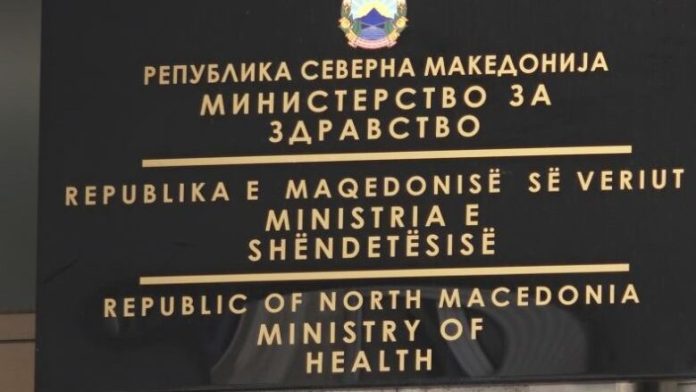 РЕПУБЛИКА СЕВЕРНА МАКЕДОНИЈА
МИНИСТЕРСТВО ЗА
ЗДРАВСТВО
REPUBLIKA E MAQEDONISË SË VERIUT
MINISTRIA E
SHËNDETËSISË
REPUBLIC OF NORTH MACEDONIA
MINISTRY OF
HEALTH